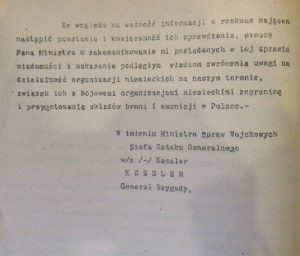 Ze względu na ważność informacji o rzekomo mającem
nastąpić powstaniu i konieczność ich sprawdzenia, proszę
Pana Ministra o zakomunikowanie mi posiadanych w tej sprawie
wiadomości i wskazanie podległym władzom zwrócenia uwagi na
działalność organizacji niemieckich na naszym terenie,
związek ich z bojowemi organizacjami niemieckimi zagranicą
i przygotowania składów broni i amunicji w Polsce.-
W imieniu Ministra Spraw Wojskowych
Szefa Sztabu Generalnego
w/z /-/ Kessler
KESSLER
Generał Brygady,